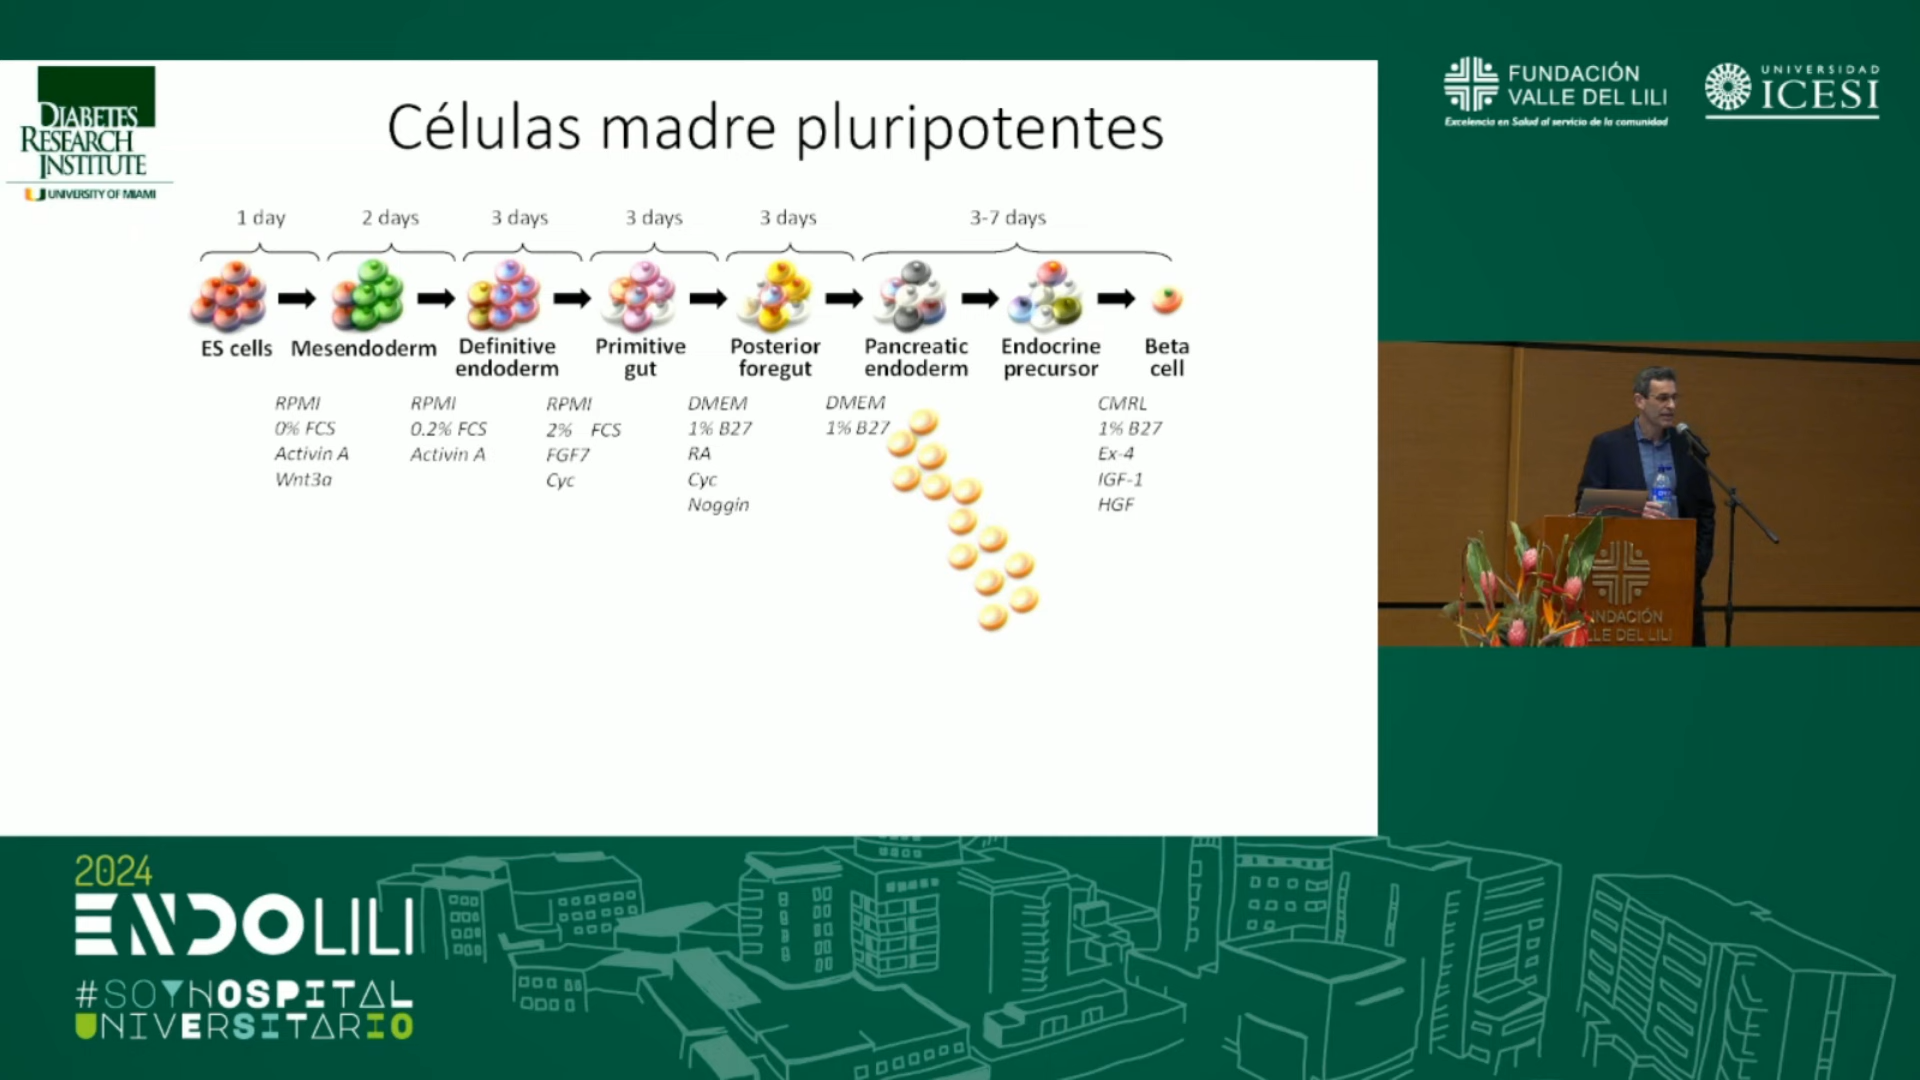 DIABETES
RESEARCH
INSTITUTE
UNIVERSITY OF MIAMI
Células madre pluripotentes
1 day
2 days
3 days
3 days
3 days
3-7 days
ES cells
Mesendoderm
Definitive
endoderm
Primitive
gut
Posterior
foregut
Pancreatic
endoderm
Endocrine
precursor
Beta
cell
RPMI
0% FCS
Activin A
Wnt3a
RPMI
0.2% FCS
Activin A
RPMI
2% FCS
FGF7
Cyc
DMEM
1% B27
RA
Cyc
Noggin
DMEM
1% B27
CMRL
1% B27
Ex-4
IGF-1
HGF
FUNDACIÓN
VALLE DEL LILI
Excelencia en Salud al servicio de la comunidad
UNIVERSIDAD
ICESI
NDACIÓN
LLE DEL LILI
2024
ENDOLILI
#SOYHOSPITAL
UNIVERSITARIO